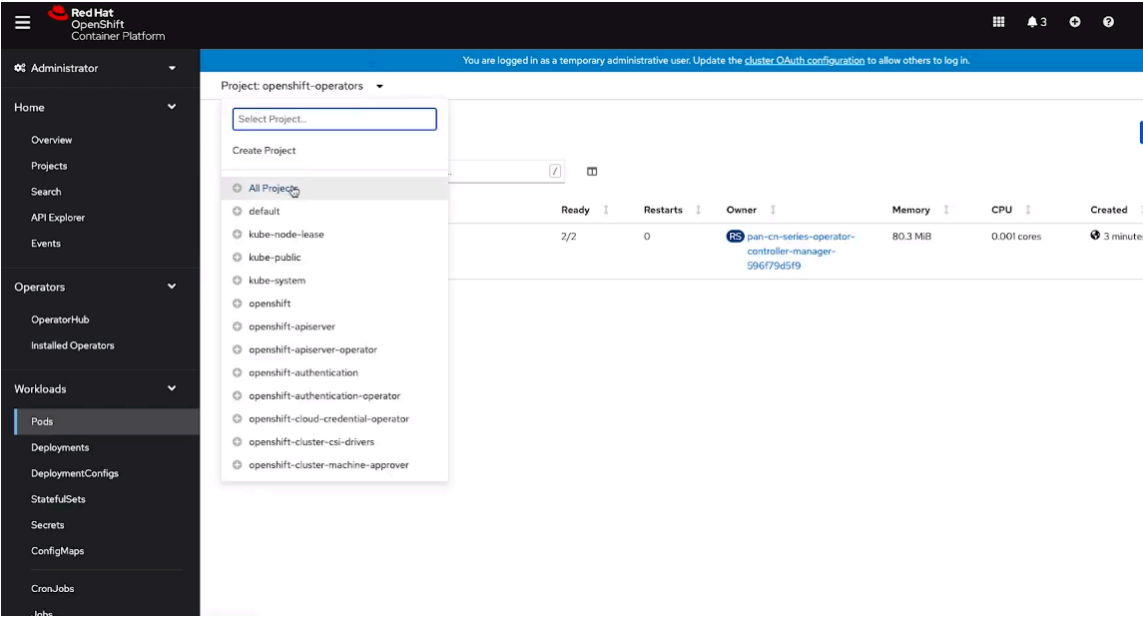 Red Hat
OpenShift
Container Platform
3
Administrator
You are logged in as a temporary administrative user. Update the cluster OAuth configuration to allow others to log in.
Project: openshift-operators
Home
Overview
Projects
Search
API Explorer
Events
Operators
OperatorHub
Installed Operators
Workloads
Pods
Deployments
DeploymentConfigs
StatefulSets
Secrets
ConfigMaps
CronJobs
Jobs
Select Project...
Create Project
All Projects
default
kube-node-lease
kube-public
kube-system
openshift
openshift-apiserver
openshift-apiserver-operator
openshift-authentication
openshift-authentication-operator
openshift-cloud-credential-operator
openshift-cluster-csi-drivers
openshift-cluster-machine-approver
/
Ready Restarts Owner Memory CPU Created
2/2 0 RS pan-cn-series-operator- 80.3 MiB 0.001 cores 3 minute
controller-manager-
596f79d5f9